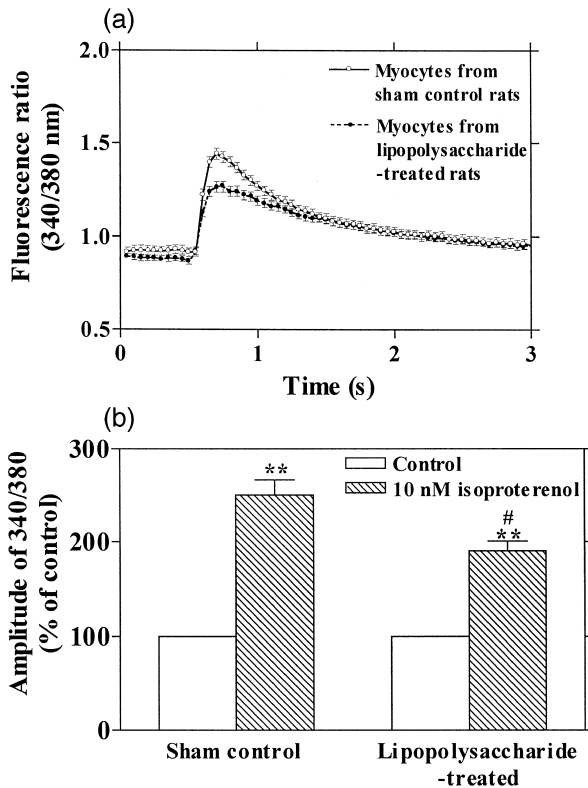 (a)
2.0
1.5
1.0
0.5
Fluorescence ratio
(340/380 nm)
Myocytes from
sham control rats
Myocytes from
lipopolysaccharide
-treated rats
0
1
2
3
Time (s)
(b)
300
200
100
0
Amplitude of 340/380
(% of control)
Control
10 nM isoproterenol
**
#
**
Sham control
Lipopolysaccharide
-treated